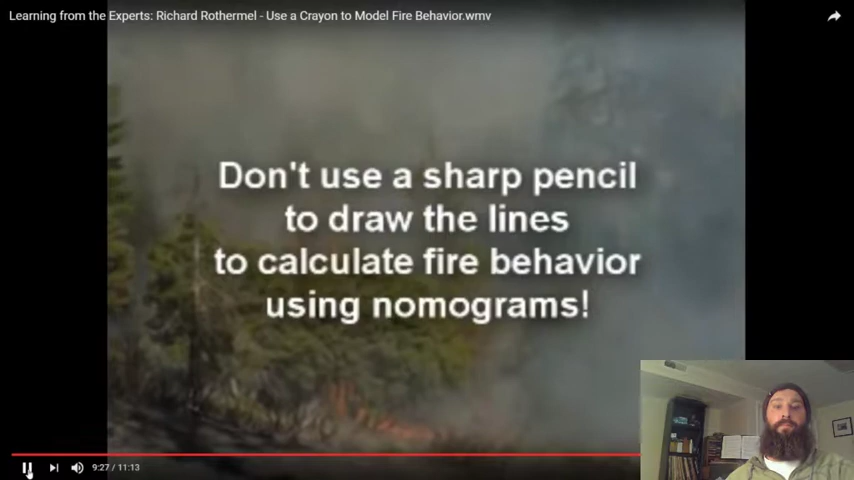 Learning from the Experts: Richard Rothermel - Use a Crayon to Model Fire Behavior.wmv
Don't use a sharp pencil
to draw the lines
to calculate fire behavior
using nomograms!
9:27 / 11:13